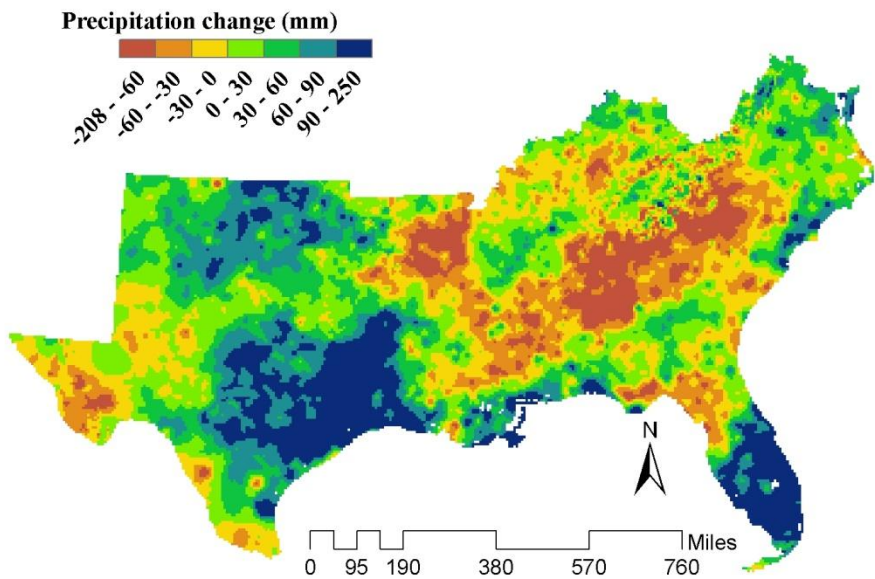 Precipitation change (mm)
-208 - -60
-60 - -30
-30 - 0
0 - 30
30 - 60
60 - 90
90 - 250
N
Miles
0 95 190 380 570 760